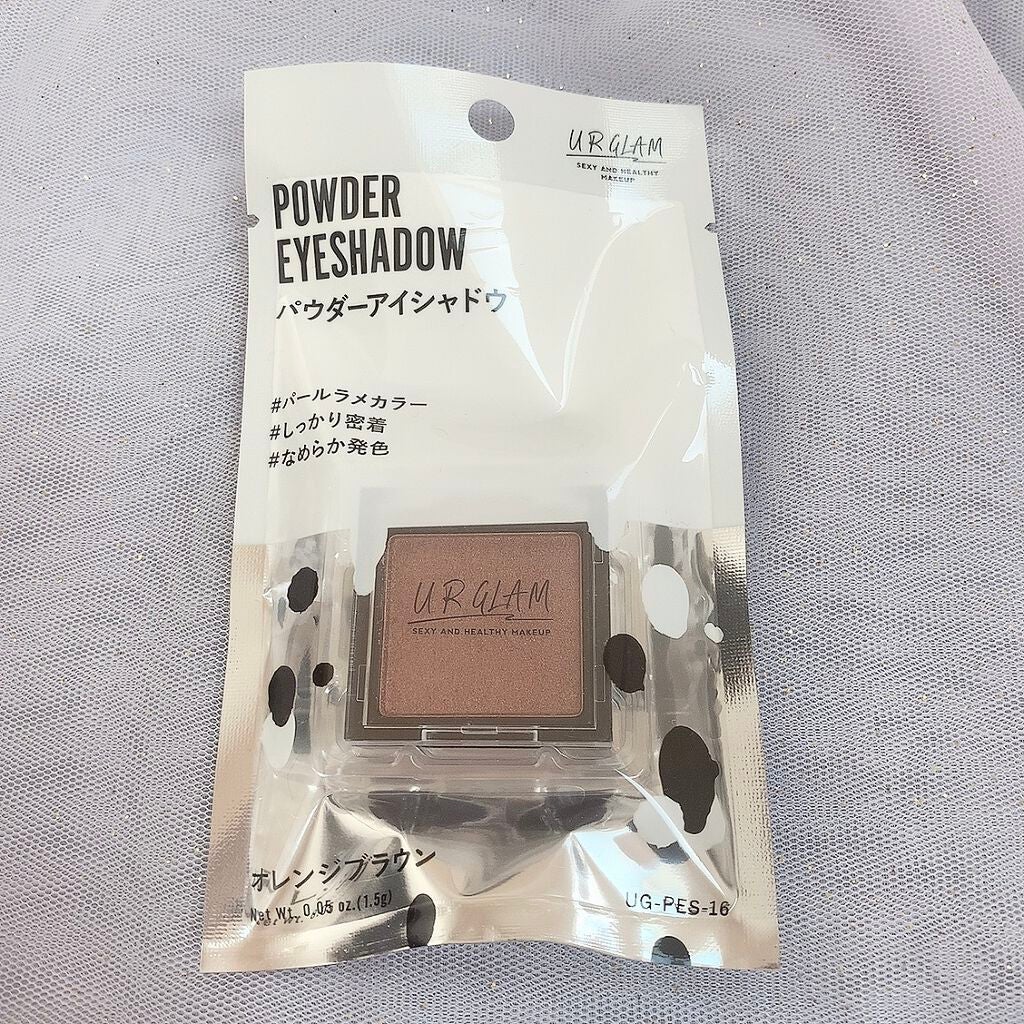 UR GLAM
SEXY AND HEALTHY
MAKEUP
POWDER
EYESHADOW
パウダーアイシャドウ
#パールラメカラー
#しっかり密着
#なめらか発色
UR GLAM
SEXY AND HEALTHY MAKEUP
オレンジブラウン
Net Wt. 0.05 oz.(1.5g)
UG-PES-16